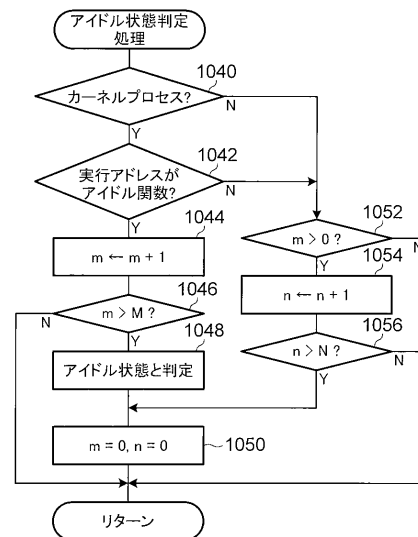 アイドル状態判定
処理
1040
カーネルプロセス?
N
Y
1042
実行アドレスが
アイドル関数?
N
Y
1044
m ← m + 1
1052
m > 0 ?
N
Y
1054
n ← n + 1
1046
m > M ?
N
Y
1056
n > N ?
N
Y
1048
アイドル状態と判定
1050
m = 0, n = 0
リターン